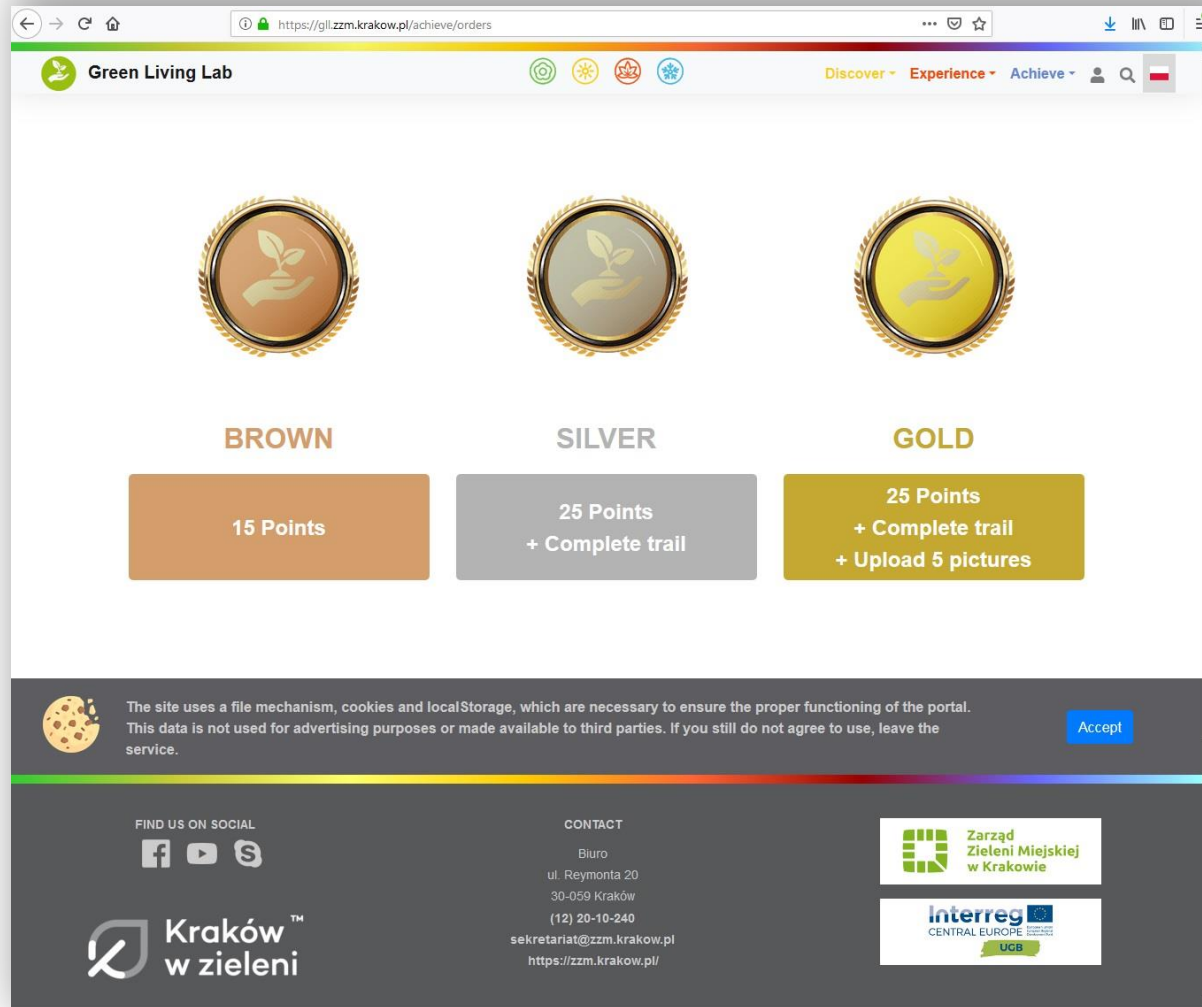 https://gll.zzm.krakow.pl/achieve/orders
Green Living Lab
Discover
Experience
Achieve
BROWN
SILVER
GOLD
15 Points
25 Points
+ Complete trail
25 Points
+ Complete trail
+ Upload 5 pictures
The site uses a file mechanism, cookies and localStorage, which are necessary to ensure the proper functioning of the portal.
This data is not used for advertising purposes or made available to third parties. If you still do not agree to use, leave the
service.
Accept
FIND US ON SOCIAL
Kraków™
w zieleni
CONTACT
Biuro
ul. Reymonta 20
30-059 Kraków
(12) 20-10-240
sekretariat@zzm.krakow.pl
https://zzm.krakow.pl/
Zarząd
Zieleni Miejskiej
w Krakowie
Interreg
CENTRAL EUROPE
UGB